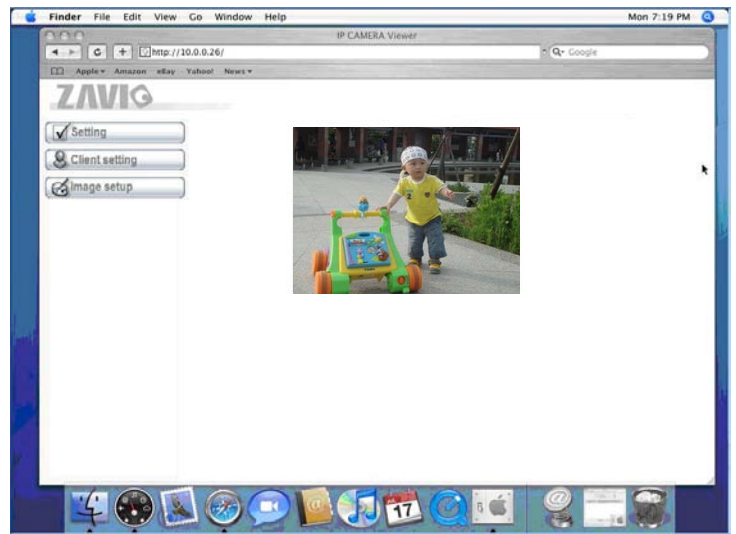 Finder File Edit View Go Window Help Mon 7:19 PM
IP CAMERA Viewer
http://10.0.0.26/ Google
Apple Amazon eBay Yahoo! News
ZAVIO
Setting
Client setting
Image setup
17